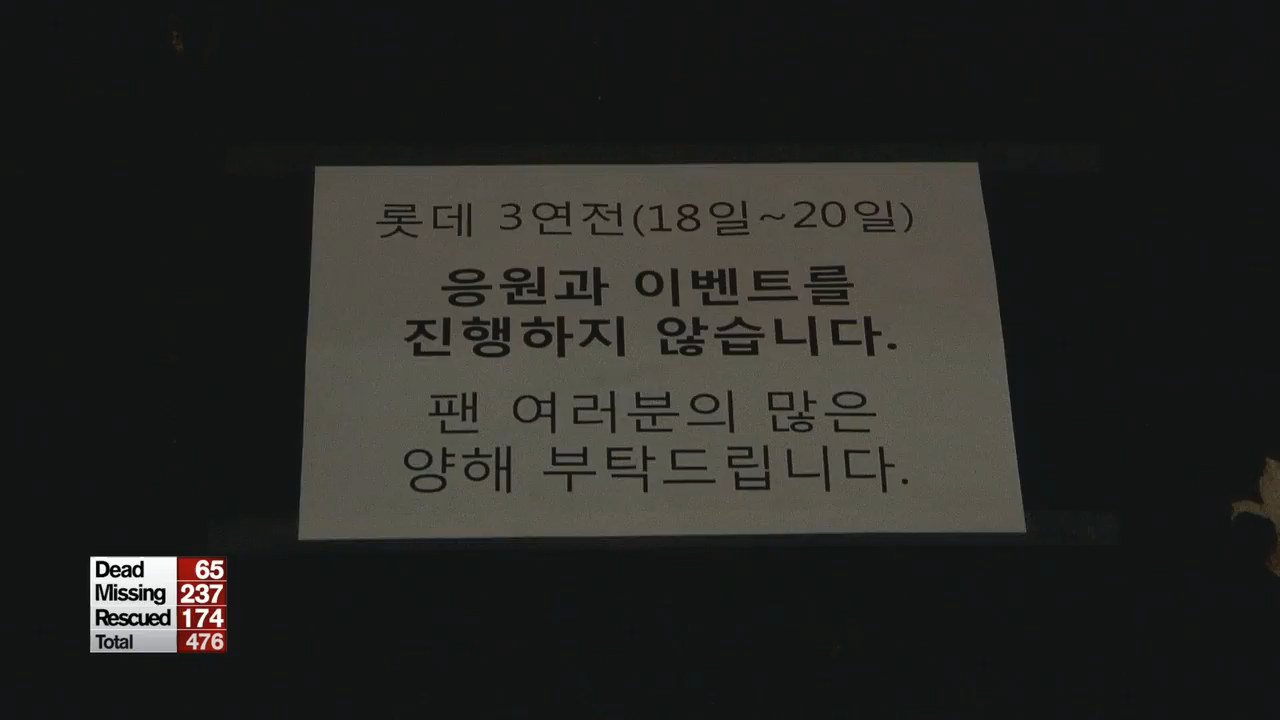 롯데 3연전(18일~20일)
응원과 이벤트를
진행하지 않습니다.
팬 여러분의 많은
양해 부탁드립니다.
Dead 65
Missing 237
Rescued 174
Total 476